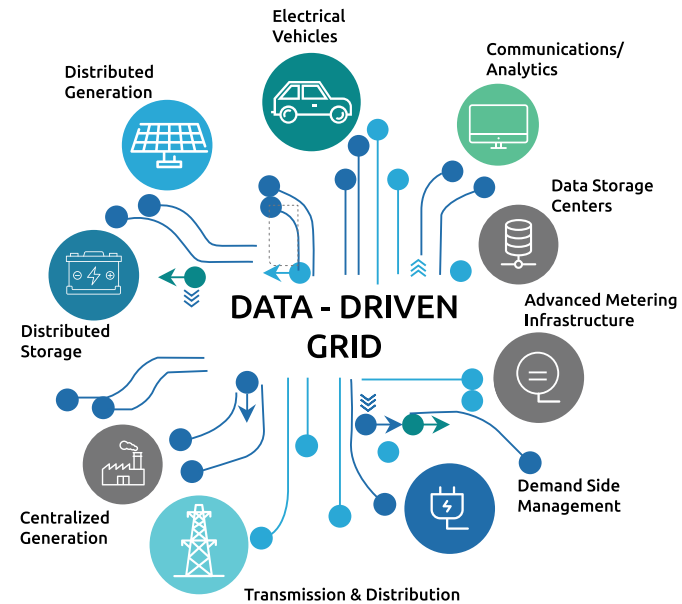 Electrical
Vehicles
Communications/
Analytics
Distributed
Generation
Data Storage
Centers
DATA - DRIVEN
GRID
Advanced Metering
Infrastructure
Distributed
Storage
Demand Side
Management
Centralized
Generation
Transmission & Distribution